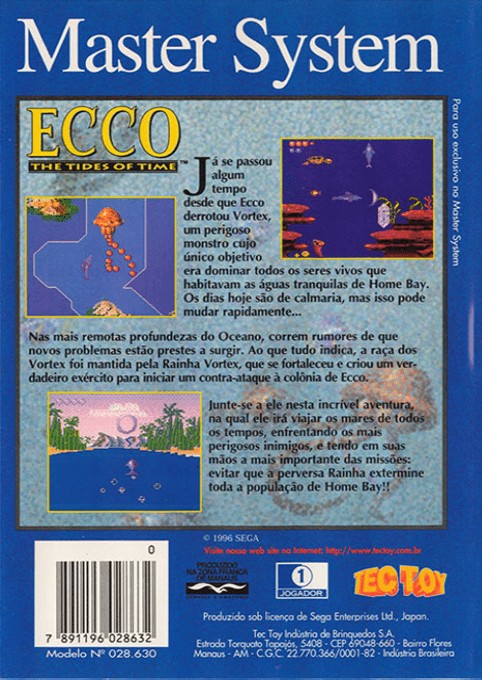 Master System
ECCO
THE TIDES OF TIME™
Para uso exclusivo no Master System
Já se passou
algum
tempo
desde que Ecco
derrotou Vortex,
um perigoso
monstro cujo
único objetivo
era dominar todos os seres vivos que
habitavam as águas tranquilas de Home Bay.
Os dias hoje são de calmaria, mas isso pode
mudar rapidamente...
Nas mais remotas profundezas do Oceano, correm rumores de que
novos problemas estão prestes a surgir. Ao que tudo indica, a raça dos
Vortex foi mantida pela Rainha Vortex, que se fortaleceu e criou um ver-
dadeiro exército para iniciar um contra-ataque à colônia de Ecco.
Junte-se a ele nesta incrível aventura,
na qual ele irá viajar os mares de todos
os tempos, enfrentando os mais
perigosos inimigos, e tendo em suas
mãos a mais importante das missões:
evitar que a perversa Rainha extermine
toda a população de Home Bay!!
© 1996 SEGA
Visite nosso web site na Internet: http://www.tectoy.com.br
0
7 891196 028632
Modelo Nº 028.630
PRODUZIDO
NA ZONA FRANCA
DE MANAUS
CONHEÇA A AMAZÔNIA
1
JOGADOR
TEC TOY
Produzido sob licença de Sega Enterprises Ltd., Japan.
Tec Toy Indústria de Brinquedos S.A.
Estrada Torquato Tapajós, 5408 - CEP 69048-660 - Bairro Flores
Manaus - AM - C.G.C. 22.770.366/0001-82 - Indústria Brasileira